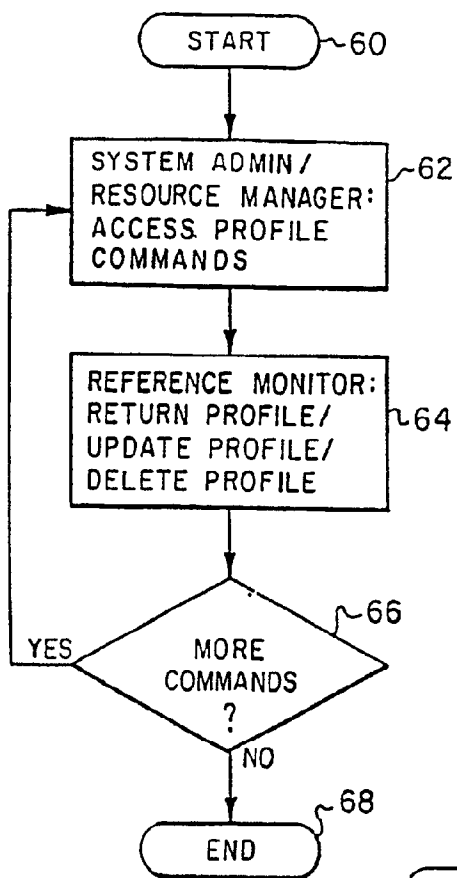 START
60
SYSTEM ADMIN/
RESOURCE MANAGER:
ACCESS PROFILE
COMMANDS
62
REFERENCE MONITOR:
RETURN PROFILE/
UPDATE PROFILE/
DELETE PROFILE
64
66
YES
MORE
COMMANDS
?
NO
END
68